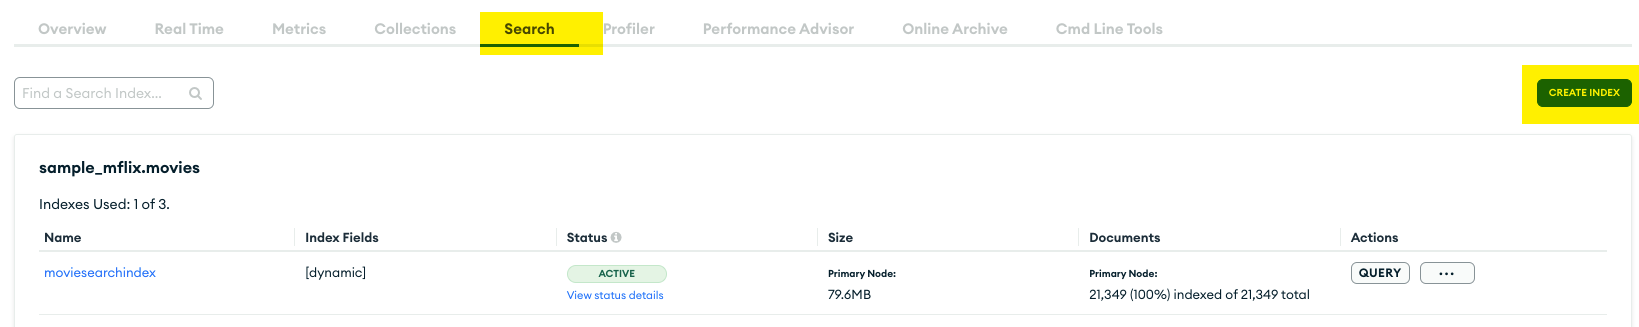 Overview Real Time Metrics Collections Search Profiler Performance Advisor Online Archive Cmd Line Tools
Find a Search Index...
CREATE INDEX
sample_mflix.movies
Indexes Used: 1 of 3.
Name Index Fields Status Size Documents Actions
moviesearchindex [dynamic] ACTIVE Primary Node: Primary Node: QUERY ...
View status details 79.6MB 21,349 (100%) indexed of 21,349 total